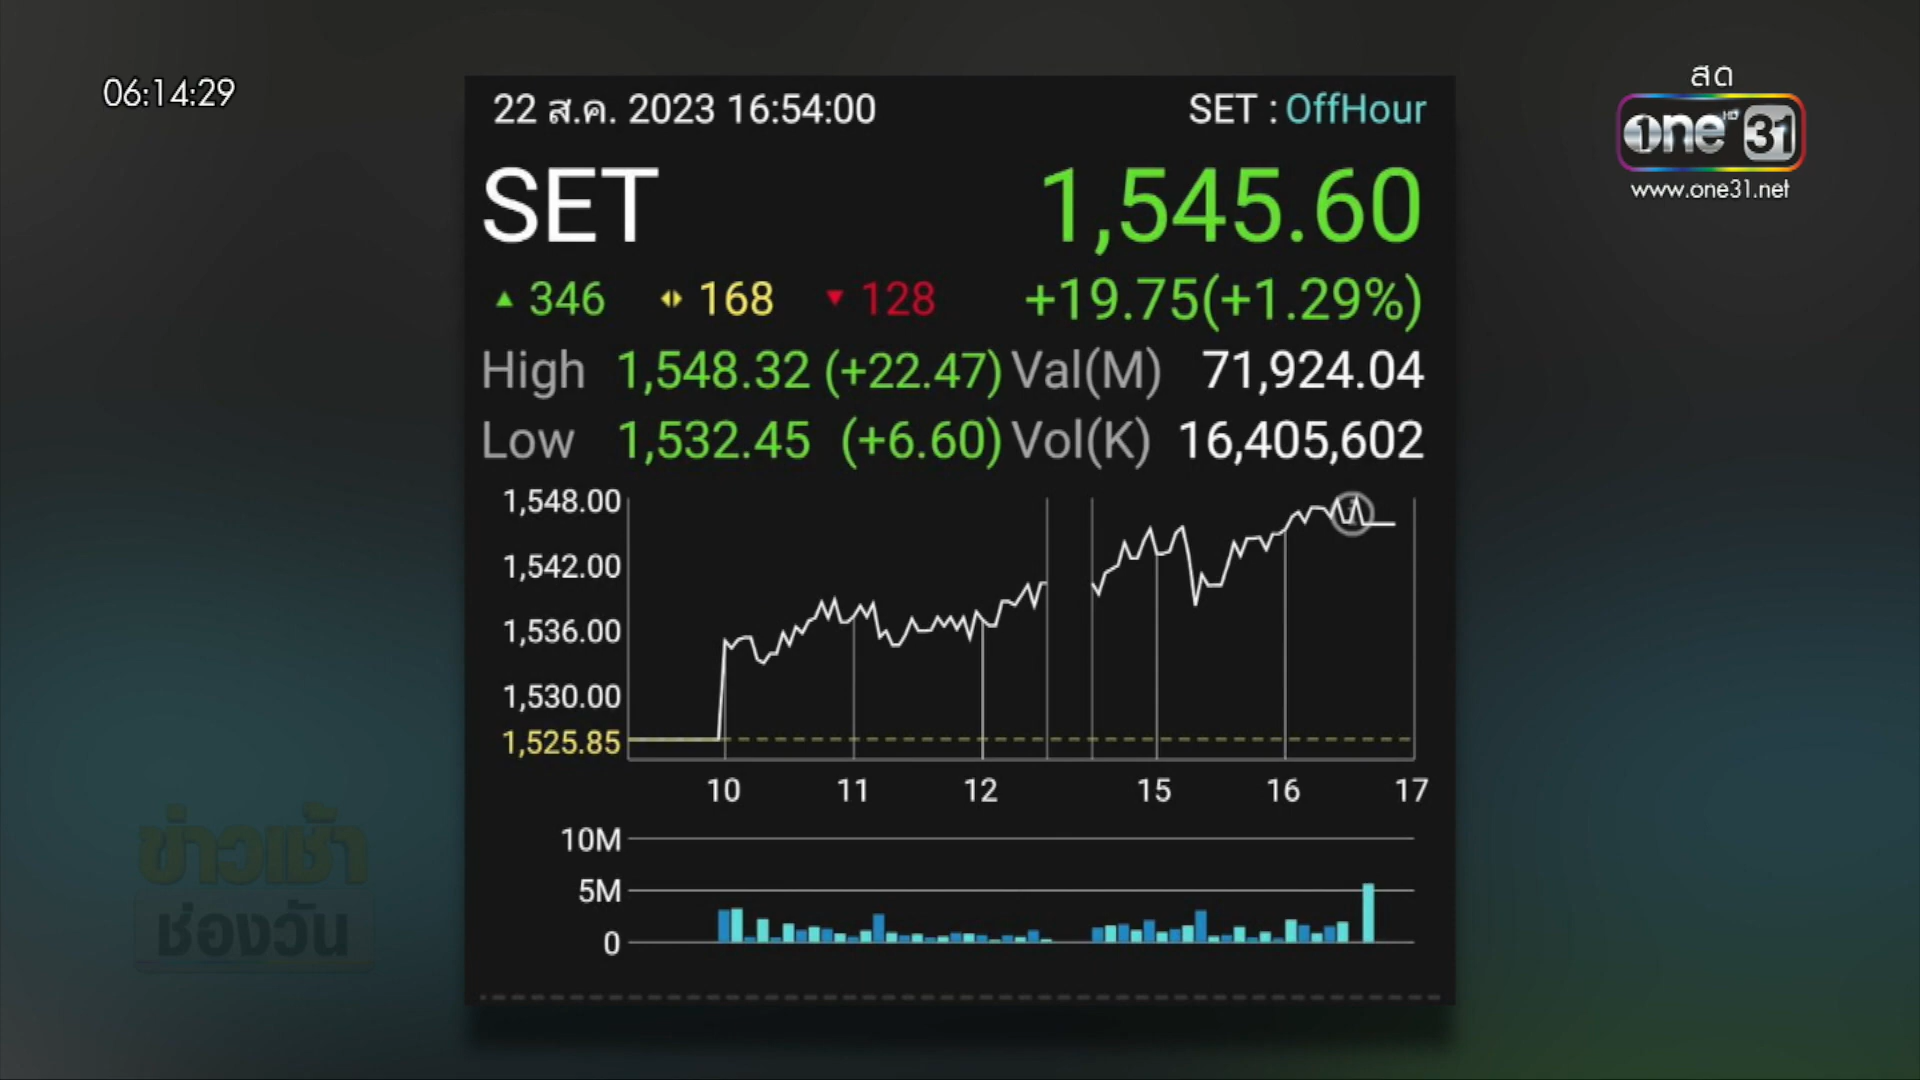 06:14:29
สด
one HD 31
www.one31.net
22 ส.ค. 2023 16:54:00 SET : OffHour
SET 1,545.60
▲ 346 168 ▼ 128 +19.75(+1.29%)
High 1,548.32 (+22.47) Val(M) 71,924.04
Low 1,532.45 (+6.60) Vol(K) 16,405,602
1,548.00
1,542.00
1,536.00
1,530.00
1,525.85
10 11 12 15 16 17
10M
5M
0
ข่าวเช้า
ช่องวัน